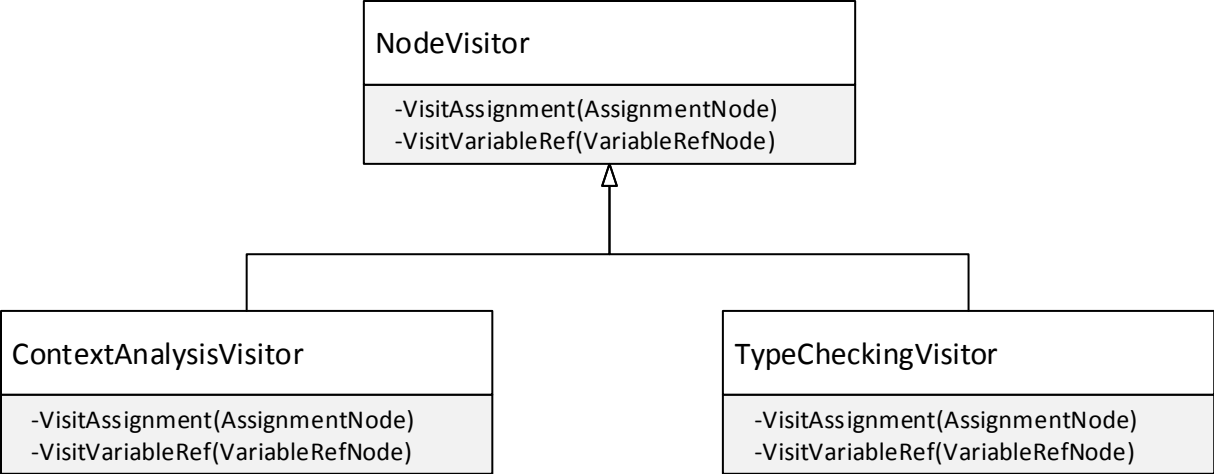 NodeVisitor
-VisitAssignment(AssignmentNode)
-VisitVariableRef(VariableRefNode)
ContextAnalysisVisitor
-VisitAssignment(AssignmentNode)
-VisitVariableRef(VariableRefNode)
TypeCheckingVisitor
-VisitAssignment(AssignmentNode)
-VisitVariableRef(VariableRefNode)